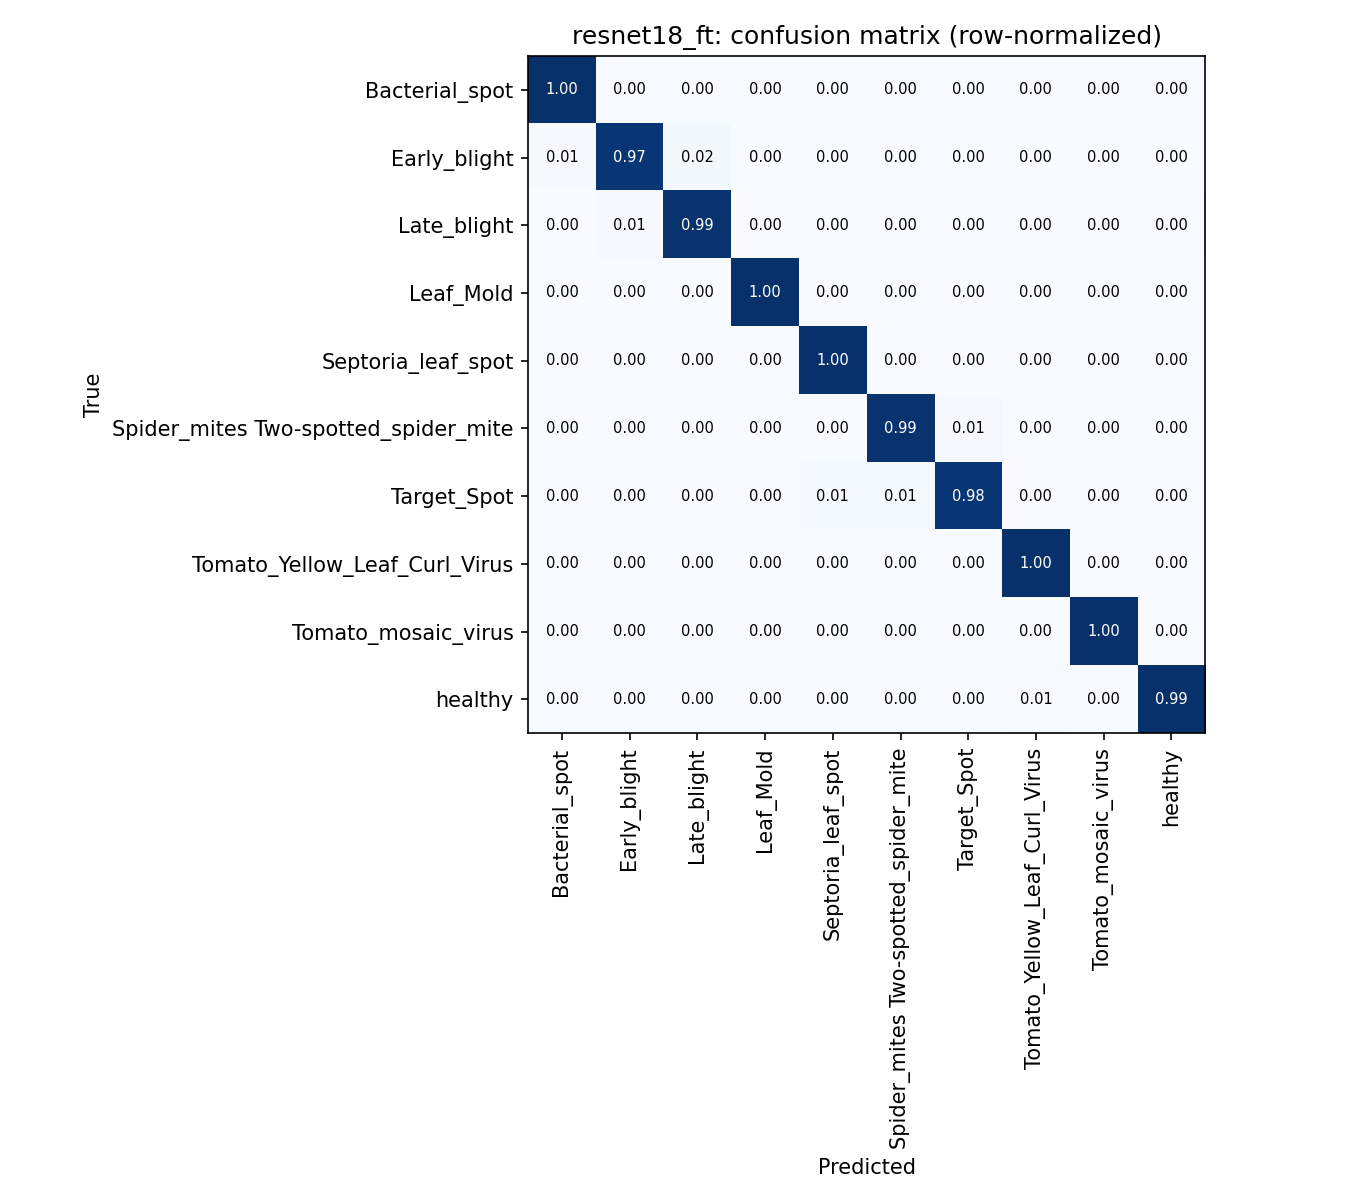 resnet18_ft: confusion matrix (row-normalized)
True
Bacterial_spot 1.00 0.00 0.00 0.00 0.00 0.00 0.00 0.00 0.00 0.00
Early_blight 0.01 0.97 0.02 0.00 0.00 0.00 0.00 0.00 0.00 0.00
Late_blight 0.00 0.01 0.99 0.00 0.00 0.00 0.00 0.00 0.00 0.00
Leaf_Mold 0.00 0.00 0.00 1.00 0.00 0.00 0.00 0.00 0.00 0.00
Septoria_leaf_spot 0.00 0.00 0.00 0.00 1.00 0.00 0.00 0.00 0.00 0.00
Spider_mites Two-spotted_spider_mite 0.00 0.00 0.00 0.00 0.00 0.99 0.01 0.00 0.00 0.00
Target_Spot 0.00 0.00 0.00 0.00 0.01 0.01 0.98 0.00 0.00 0.00
Tomato_Yellow_Leaf_Curl_Virus 0.00 0.00 0.00 0.00 0.00 0.00 0.00 1.00 0.00 0.00
Tomato_mosaic_virus 0.00 0.00 0.00 0.00 0.00 0.00 0.00 0.00 1.00 0.00
healthy 0.00 0.00 0.00 0.00 0.00 0.00 0.00 0.01 0.00 0.99
Bacterial_spot
Early_blight
Late_blight
Leaf_Mold
Septoria_leaf_spot
Spider_mites Two-spotted_spider_mite
Target_Spot
Tomato_Yellow_Leaf_Curl_Virus
Tomato_mosaic_virus
healthy
Predicted